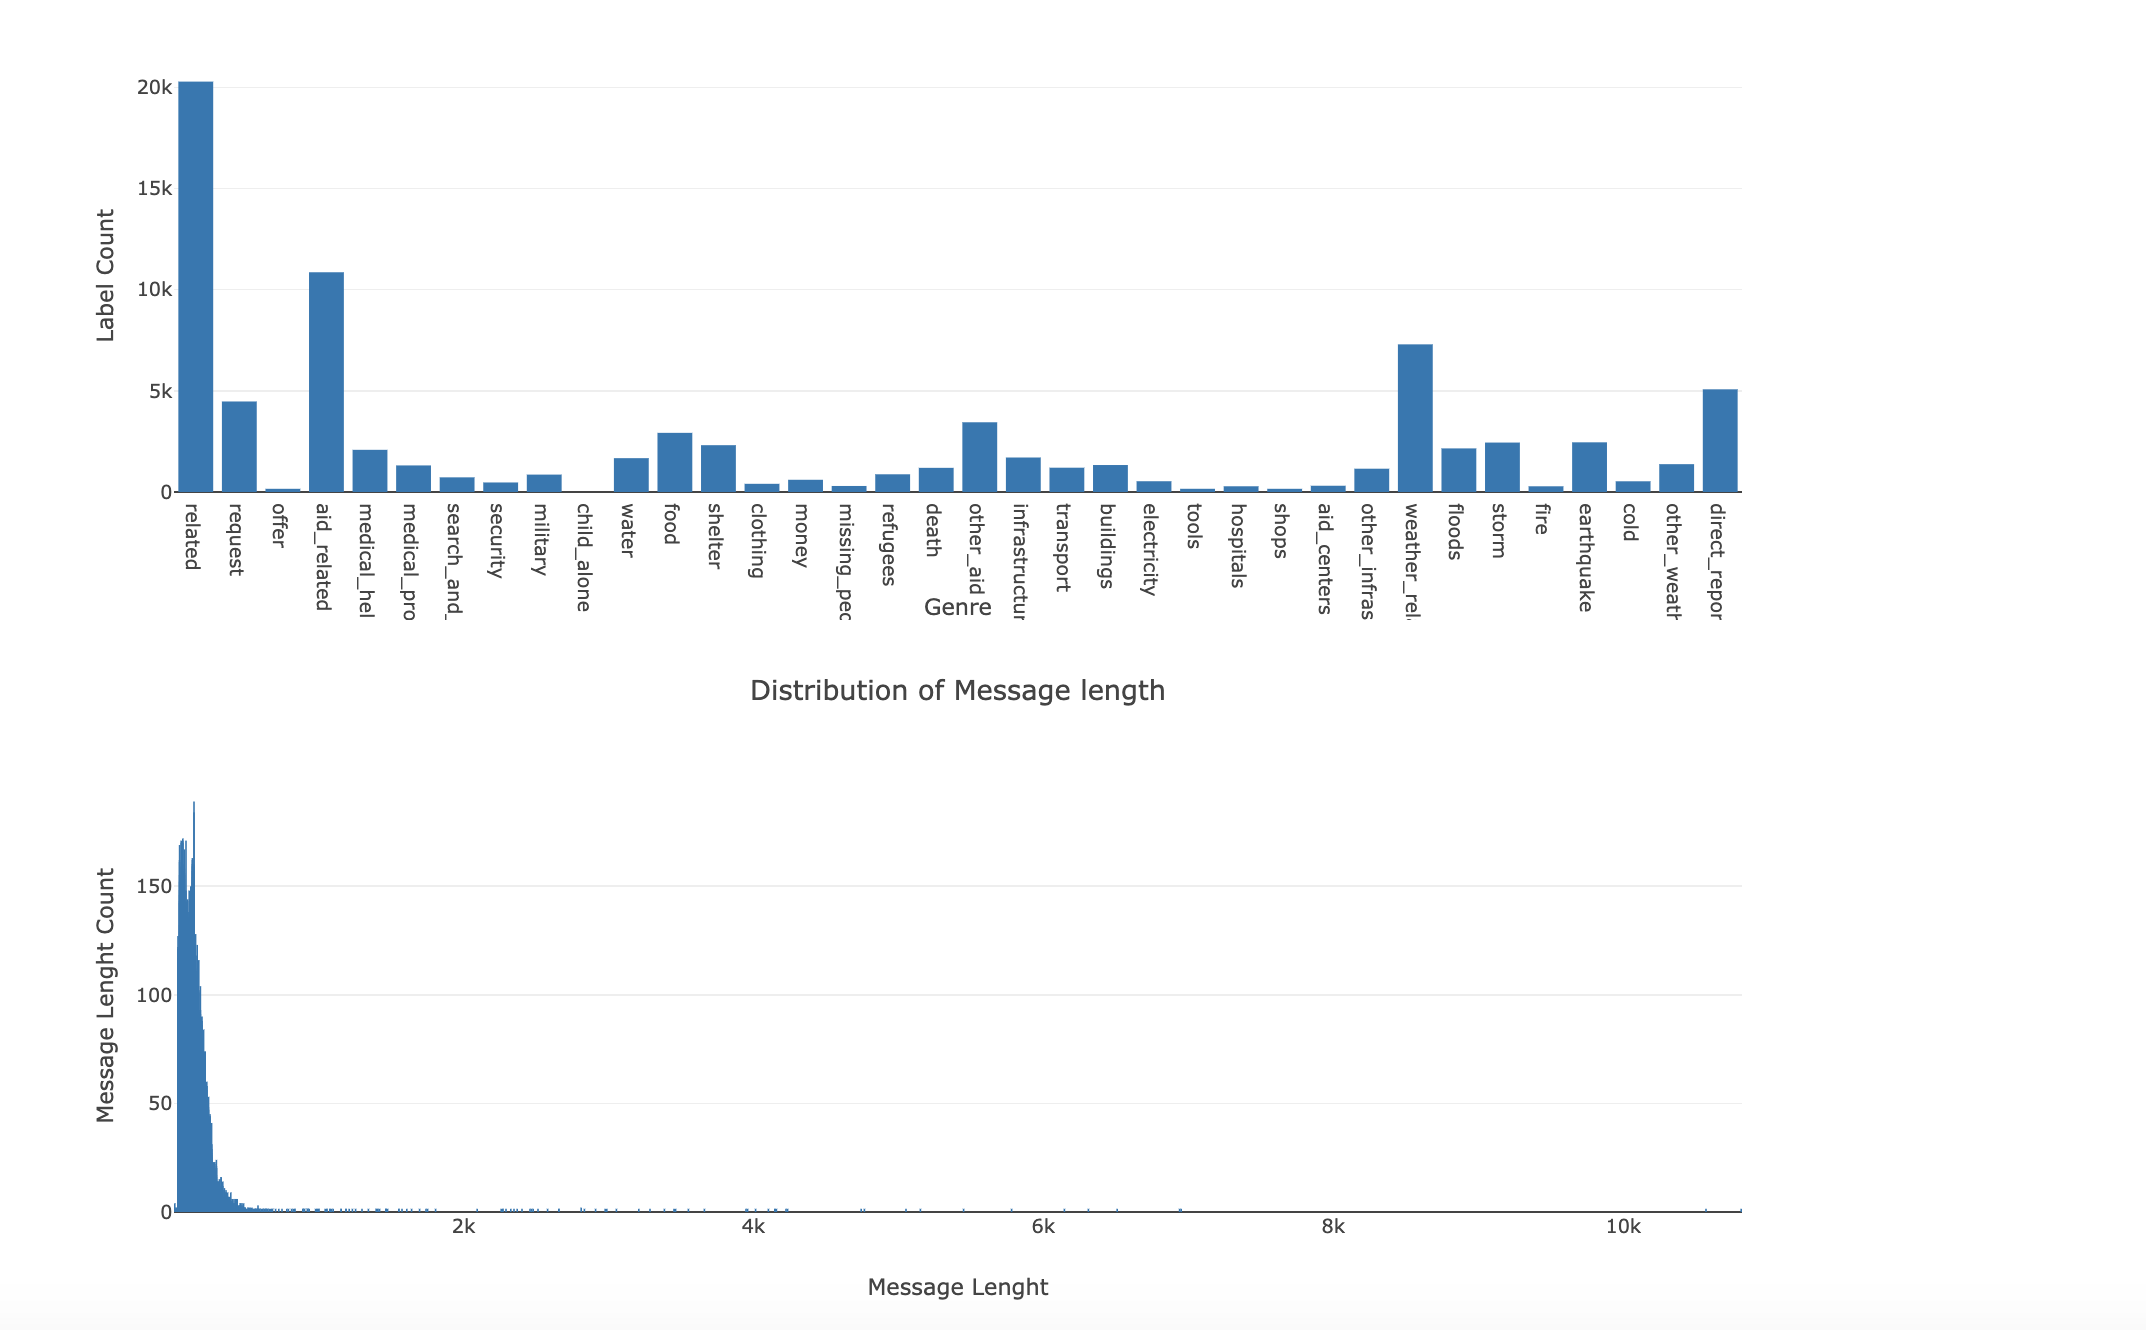 20k
15k
10k
5k
0
Label Count
related
request
offer
aid_related
medical_hel
medical_pro
search_and_
security
military
child_alone
water
food
shelter
clothing
money
missing_peo
refugees
death
other_aid
infrastructur
transport
buildings
electricity
tools
hospitals
shops
aid_centers
other_infras
weather_rela
floods
storm
fire
earthquake
cold
other_weath
direct_repor
Genre
Distribution of Message length
150
100
50
0
Message Lenght Count
2k
4k
6k
8k
10k
Message Lenght